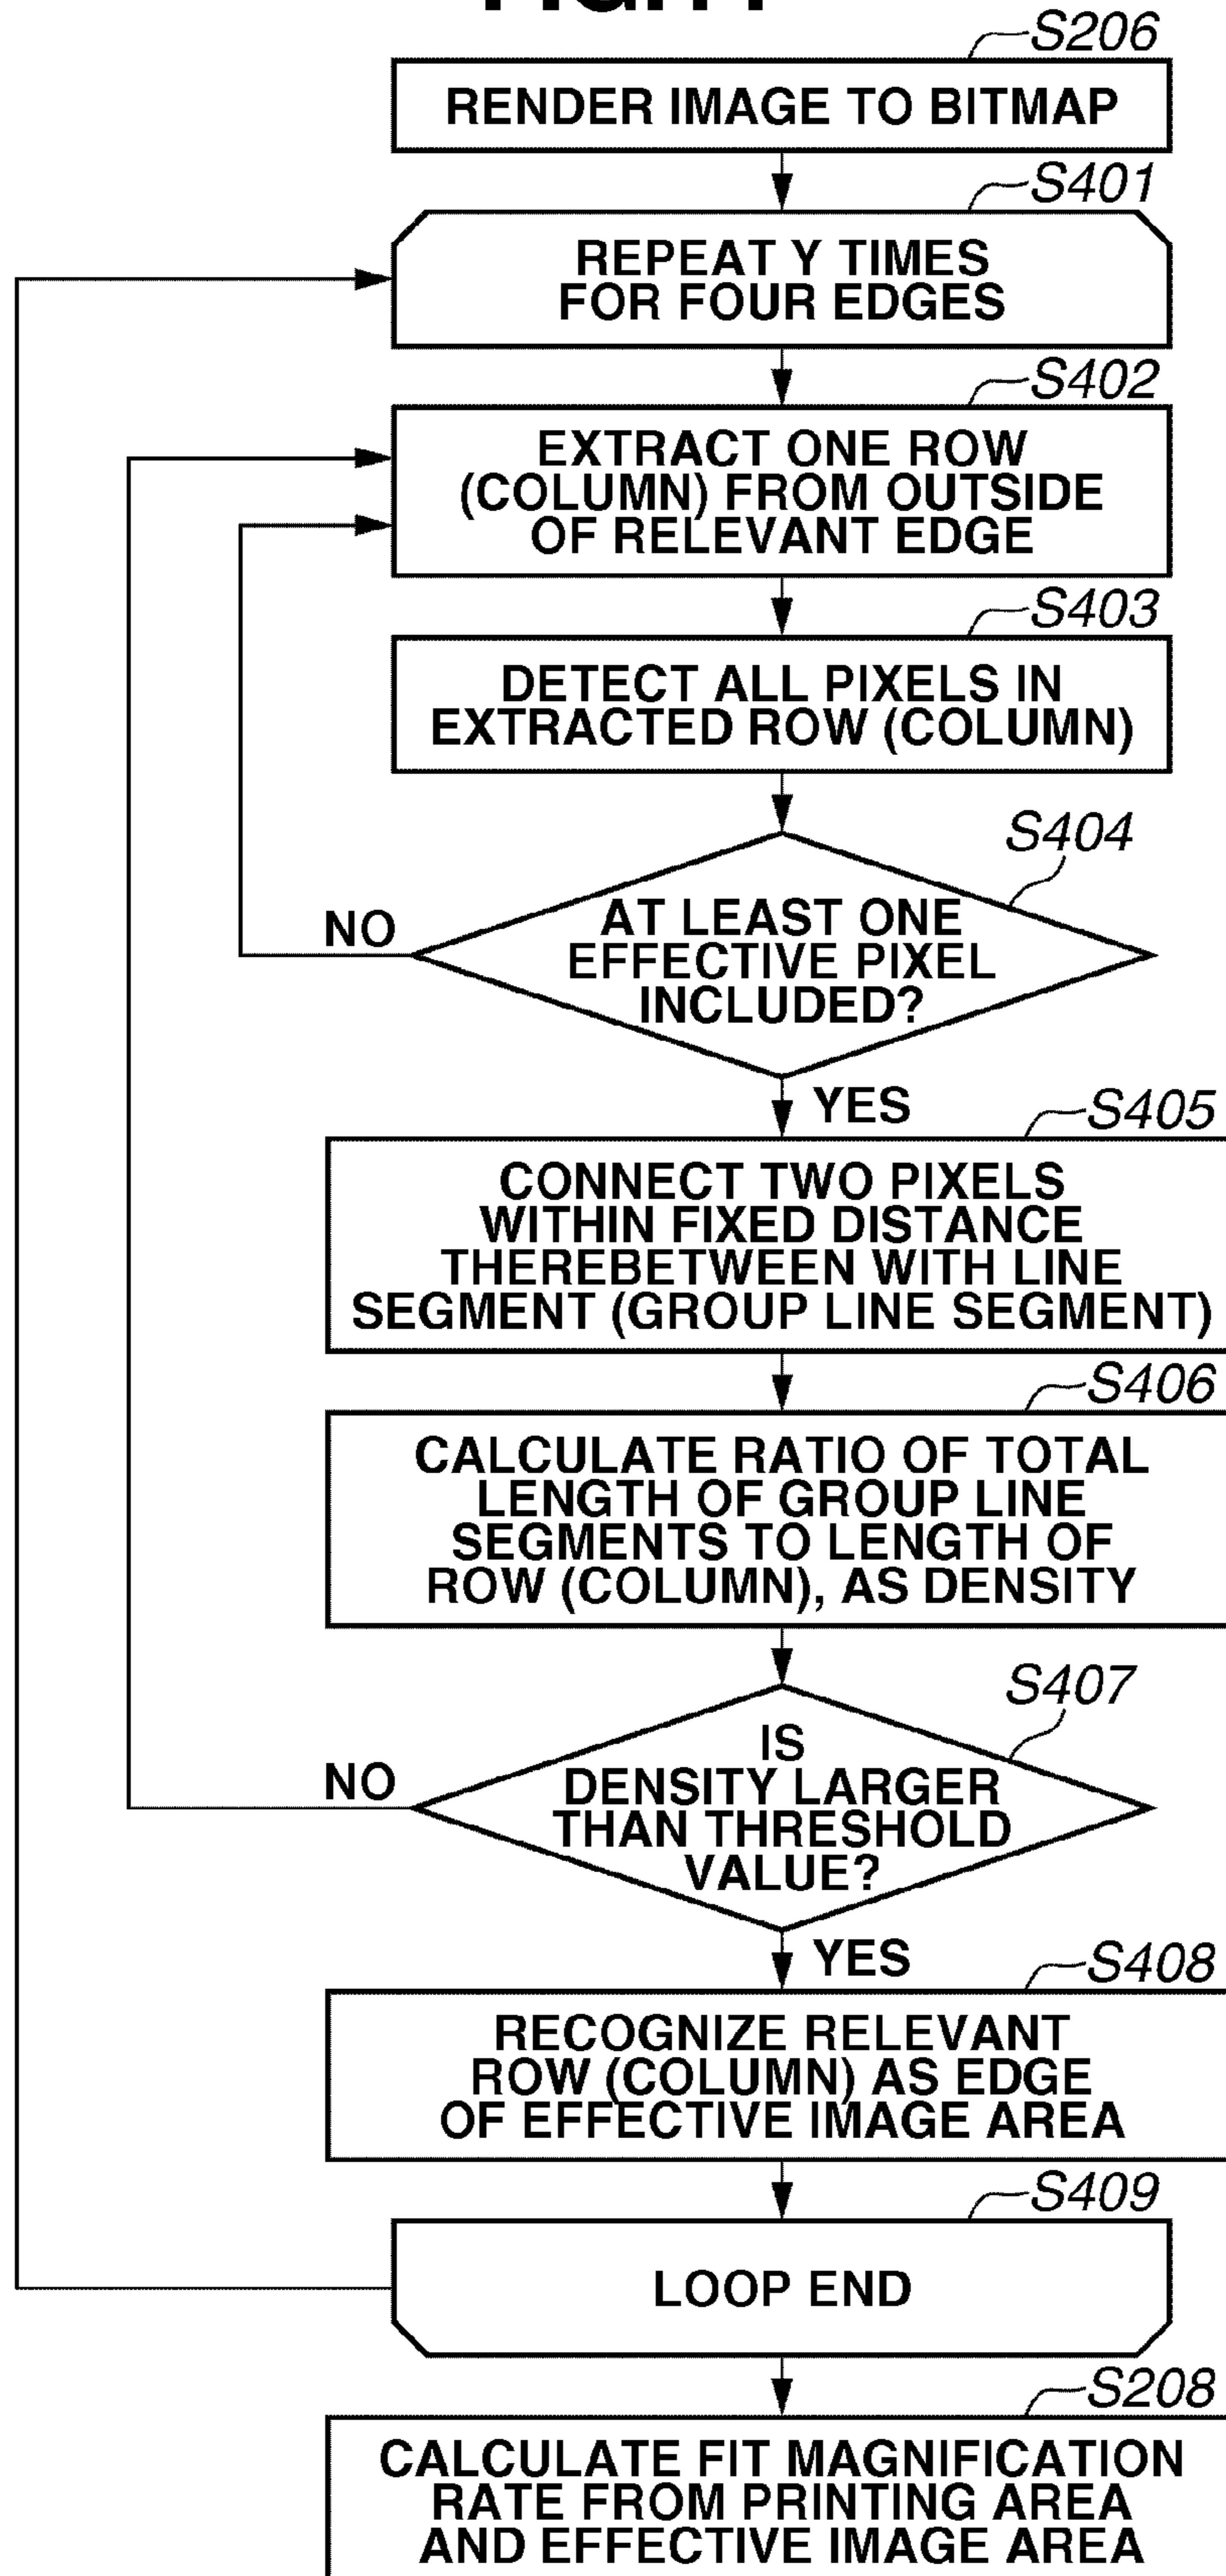 S206
RENDER IMAGE TO BITMAP
S401
REPEAT Y TIMES
FOR FOUR EDGES
S402
EXTRACT ONE ROW
(COLUMN) FROM OUTSIDE
OF RELEVANT EDGE
S403
DETECT ALL PIXELS IN
EXTRACTED ROW (COLUMN)
S404
AT LEAST ONE
EFFECTIVE PIXEL
INCLUDED?
NO
YES
S405
CONNECT TWO PIXELS
WITHIN FIXED DISTANCE
THEREBETWEEN WITH LINE
SEGMENT (GROUP LINE SEGMENT)
S406
CALCULATE RATIO OF TOTAL
LENGTH OF GROUP LINE
SEGMENTS TO LENGTH OF
ROW (COLUMN), AS DENSITY
S407
IS
DENSITY LARGER
THAN THRESHOLD
VALUE?
NO
YES
S408
RECOGNIZE RELEVANT
ROW (COLUMN) AS EDGE
OF EFFECTIVE IMAGE AREA
S409
LOOP END
S208
CALCULATE FIT MAGNIFICATION
RATE FROM PRINTING AREA
AND EFFECTIVE IMAGE AREA